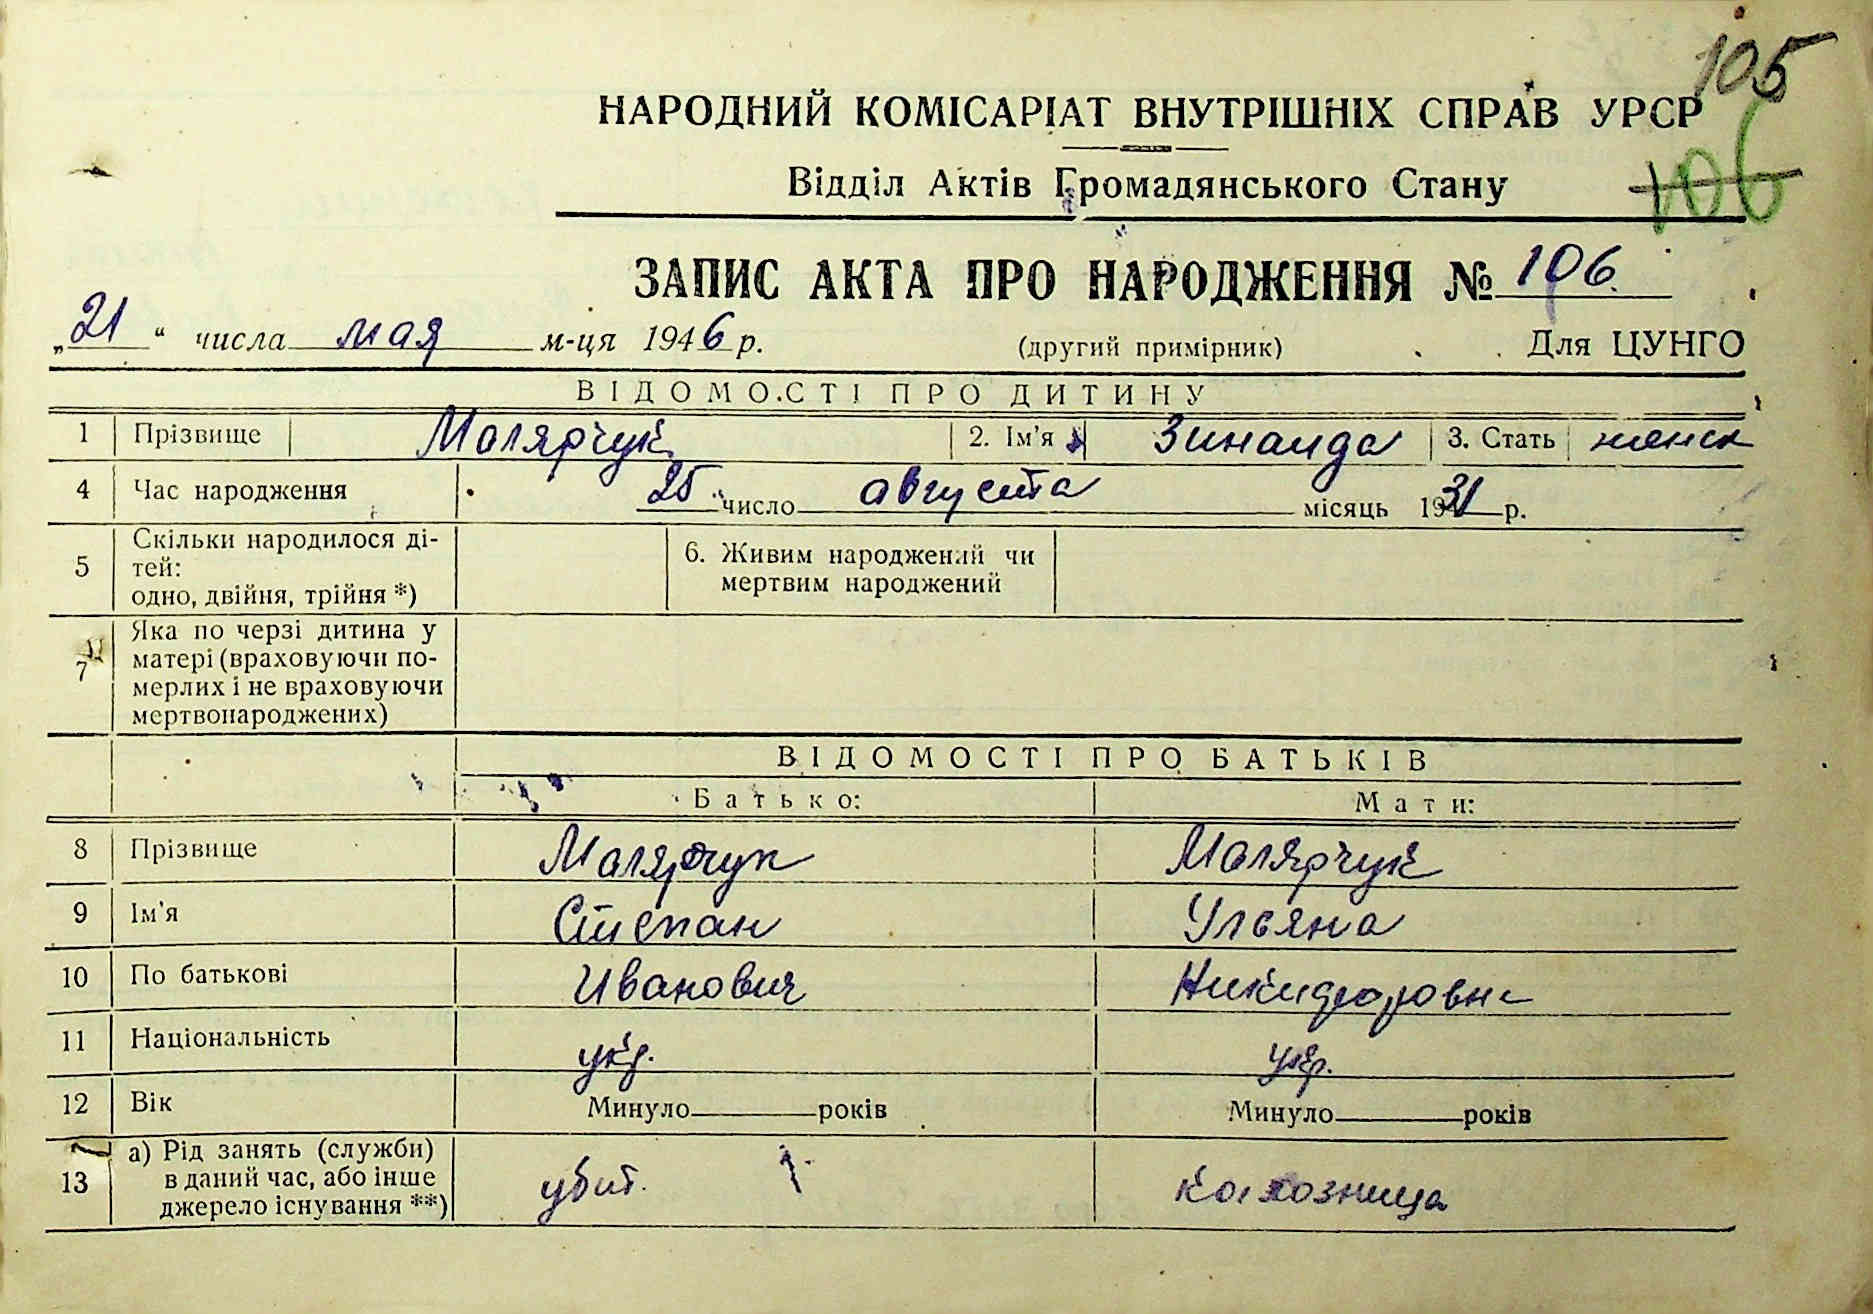 105
НАРОДНИЙ КОМІСАРІАТ ВНУТРІШНІХ СПРАВ УРСР
106
Відділ Актів Громадянського Стану
ЗАПИС АКТА ПРО НАРОДЖЕННЯ № 106.
„21“ числа мая м-ця 1946 р. (другий примірник) Для ЦУНГО
ВІДОМОСТІ ПРО ДИТИНУ
1 Прізвище Малярчук 2. Ім'я Зинаида 3. Стать женск
4 Час народження 25 число августа місяць 1931 р.
5 Скільки народилося ді-
тей:
одно, двійня, трійня *)
6. Живим народжений чи
мертвим народжений
7 Яка по черзі дитина у
матері (враховуючи по-
мерлих і не враховуючи
мертвонароджених)
ВІДОМОСТІ ПРО БАТЬКІВ
Батько: Мати:
8 Прізвище Малярчук Малярчук
9 Ім'я Степан Ульяна
10 По батькові Иванович Никифоровна
11 Національність укр. укр.
12 Вік Минуло років Минуло років
13 а) Рід занять (служби)
в даний час, або інше
джерело існування **)
убит. колхозница